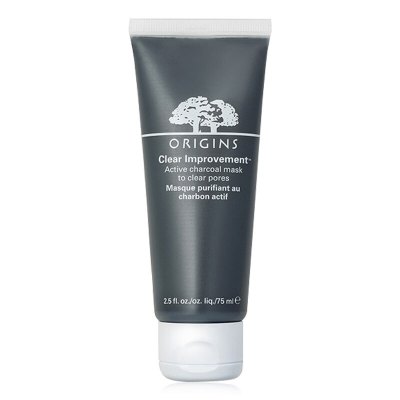 ORIGINS
Clear Improvement™
Active charcoal mask
to clear pores
Masque purifiant au
charbon actif
2.5 fl. oz./oz. liq./75 ml ℮